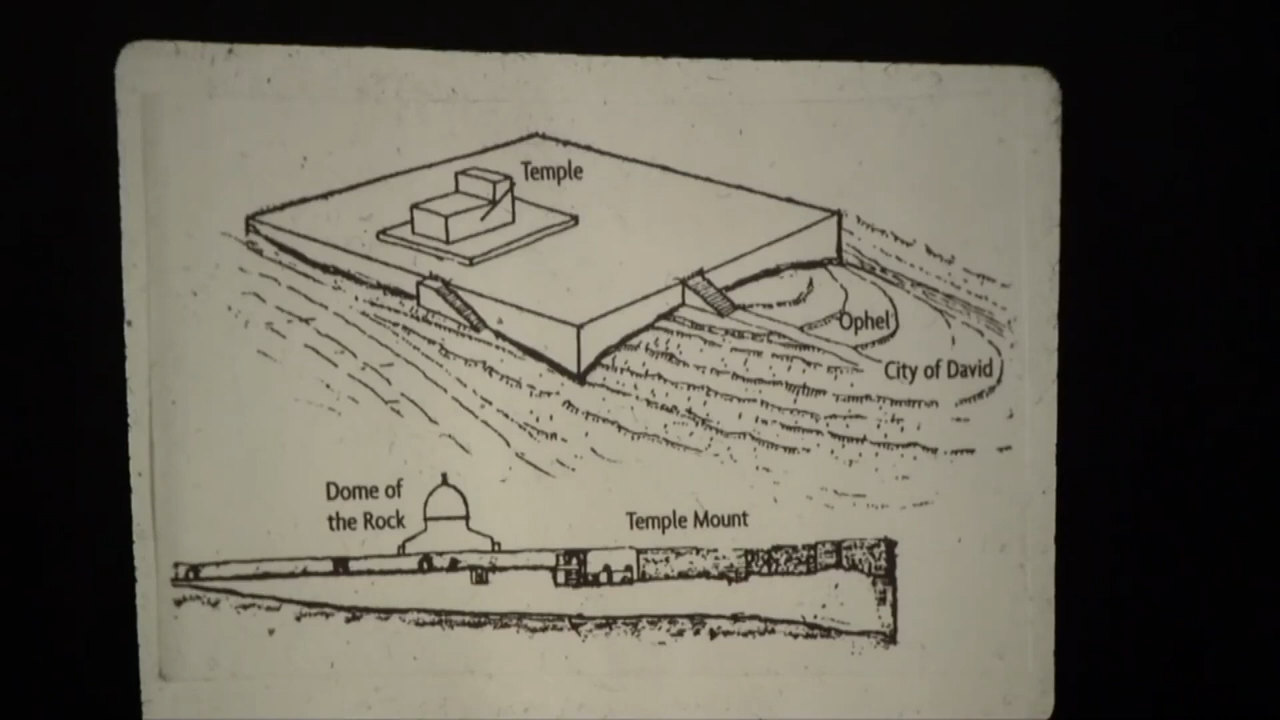 Temple
Ophel
City of David
Dome of
the Rock
Temple Mount